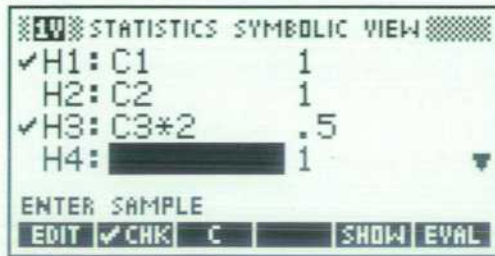 1V STATISTICS SYMBOLIC VIEW
✔H1: C1 1
H2: C2 1
✔H3: C3*2 .5
H4: 1 ▼
ENTER SAMPLE
EDIT ✔CHK C SHOW EVAL